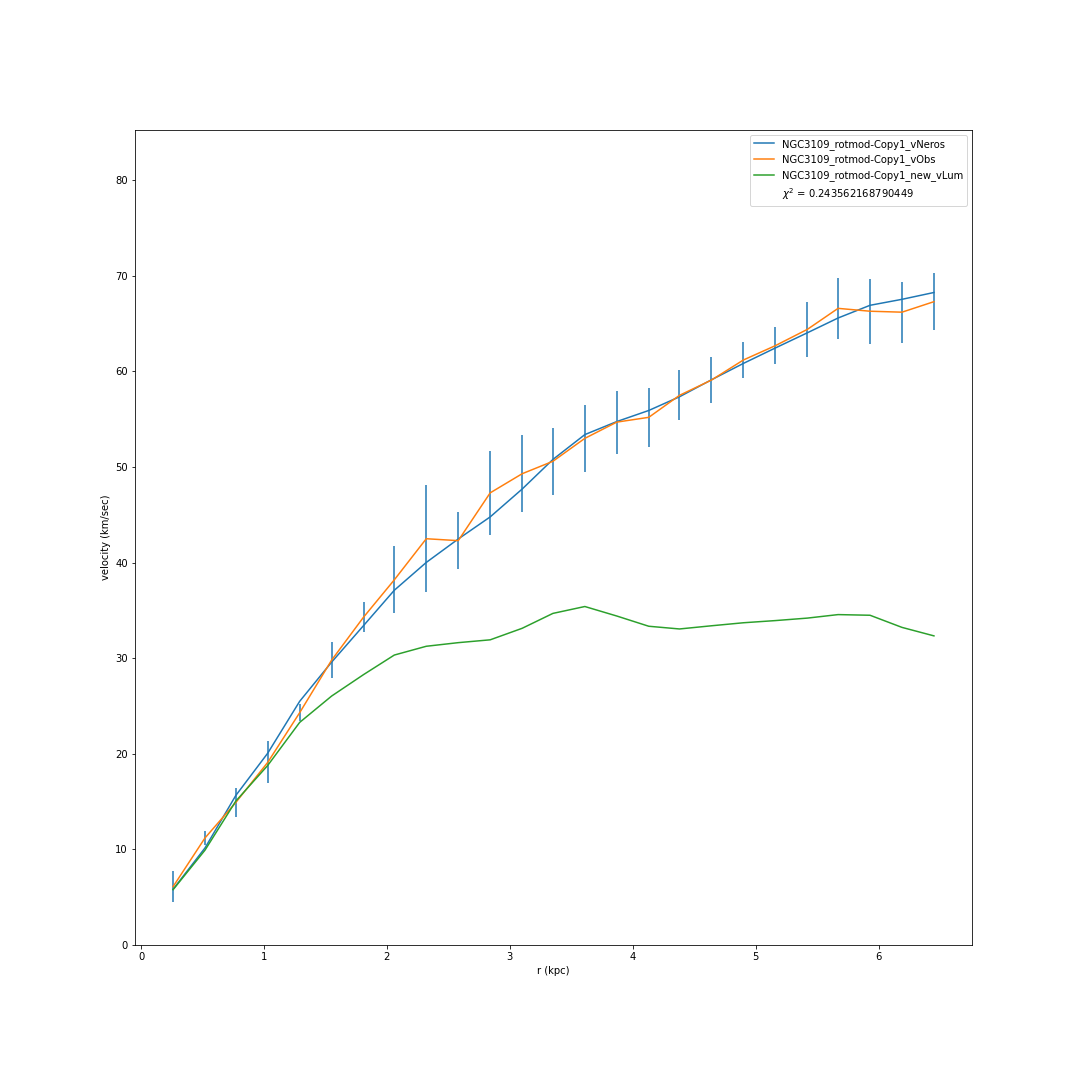 NGC3109_rotmod-Copy1_vNeros
NGC3109_rotmod-Copy1_vObs
NGC3109_rotmod-Copy1_new_vLum
χ² = 0.243562168790449
80
70
60
50
40
30
20
10
0
velocity (km/sec)
0 1 2 3 4 5 6
r (kpc)